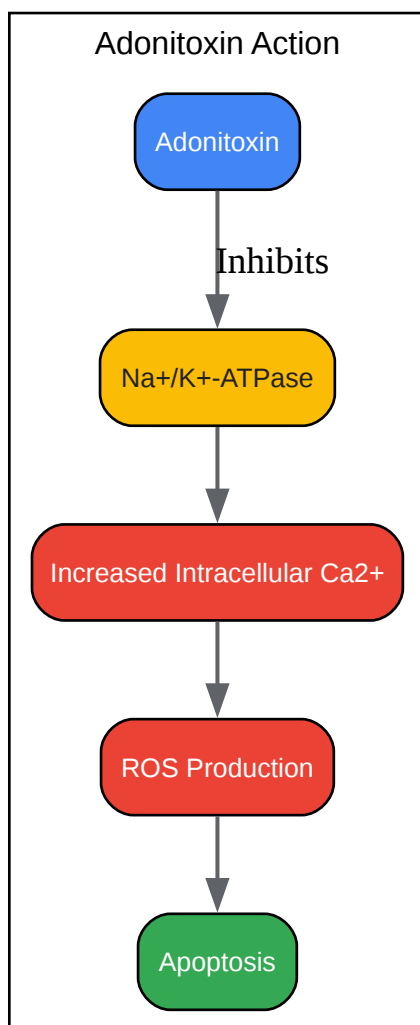 Adonitoxin Action
Adonitoxin
Inhibits
Na+/K+-ATPase
Increased Intracellular Ca2+
ROS Production
Apoptosis